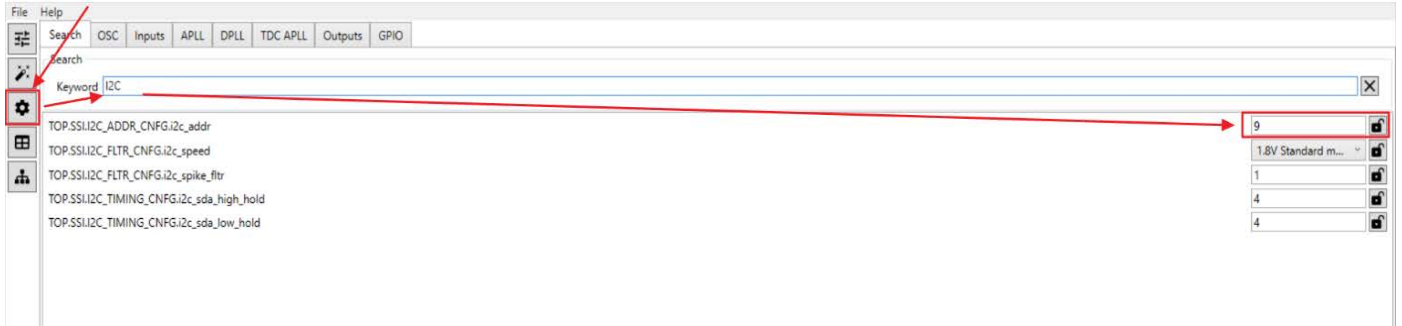 File Help
Search OSC Inputs APLL DPLL TDC APLL Outputs GPIO
Search
Keyword I2C
TOP.SSI.I2C_ADDR_CNFG.i2c_addr 9
TOP.SSI.I2C_FLTR_CNFG.i2c_speed 1.8V Standard m...
TOP.SSI.I2C_FLTR_CNFG.i2c_spike_fltr 1
TOP.SSI.I2C_TIMING_CNFG.i2c_sda_high_hold 4
TOP.SSI.I2C_TIMING_CNFG.i2c_sda_low_hold 4